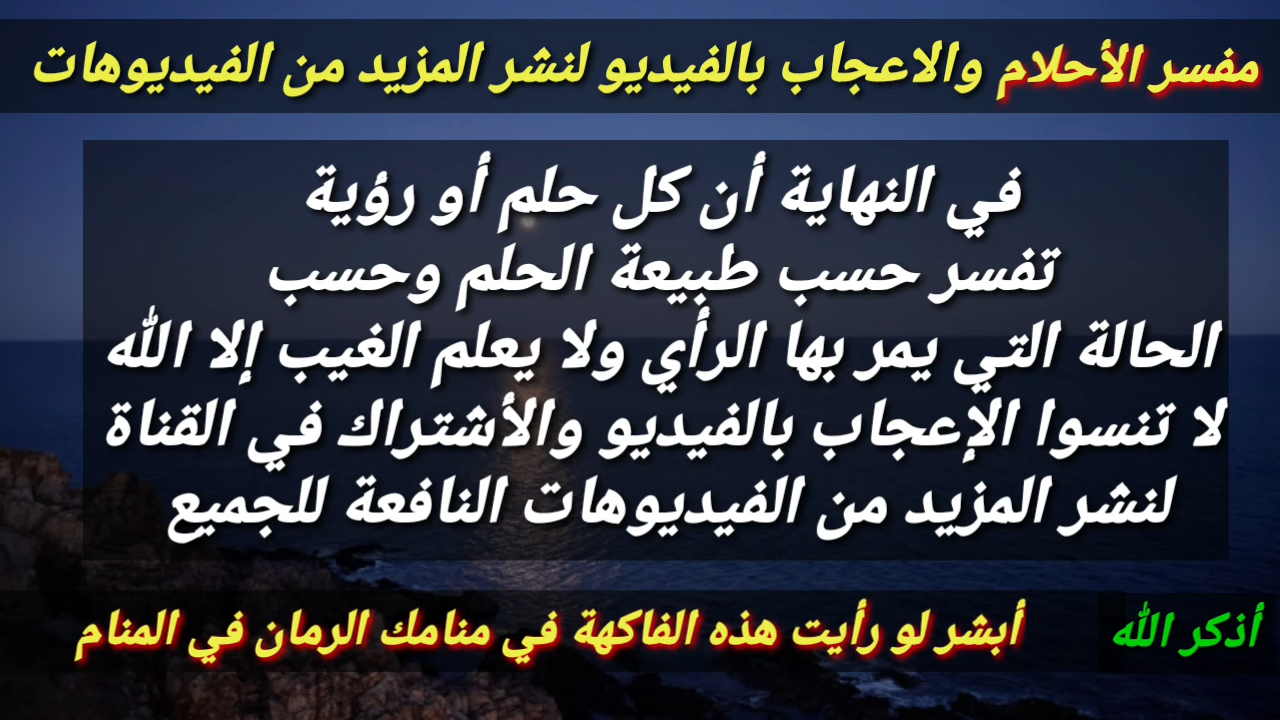 مفسر الأحلام والاعجاب بالفيديو لنشر المزيد من الفيديوهات
في النهاية أن كل حلم أو رؤية
تفسر حسب طبيعة الحلم وحسب
الحالة التي يمر بها الرأي ولا يعلم الغيب إلا الله
لا تنسوا الإعجاب بالفيديو والأشتراك في القناة
لنشر المزيد من الفيديوهات النافعة للجميع
أذكر الله
أبشر لو رأيت هذه الفاكهة في منامك الرمان في المنام